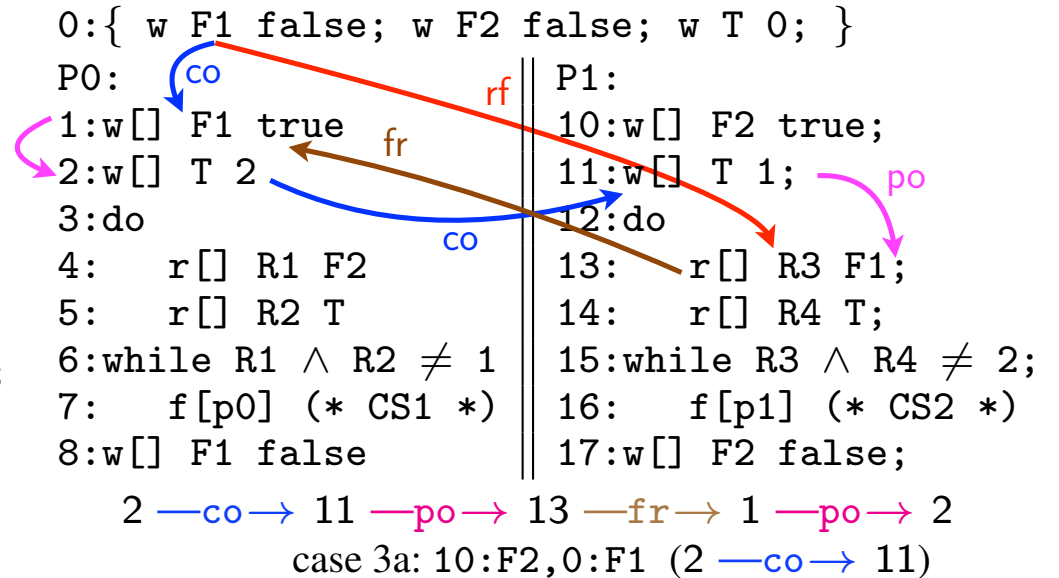 0:{ w F1 false; w F2 false; w T 0; }
P0: co rf P1:
1:w[] F1 true fr 10:w[] F2 true;
2:w[] T 2 11:w[] T 1; po
3:do co 12:do
4: r[] R1 F2 13: r[] R3 F1;
5: r[] R2 T 14: r[] R4 T;
6:while R1 ∧ R2 ≠ 1 15:while R3 ∧ R4 ≠ 2;
7: f[p0] (* CS1 *) 16: f[p1] (* CS2 *)
8:w[] F1 false 17:w[] F2 false;
2 —co→ 11 —po→ 13 —fr→ 1 —po→ 2
case 3a: 10:F2,0:F1 (2 —co→ 11)